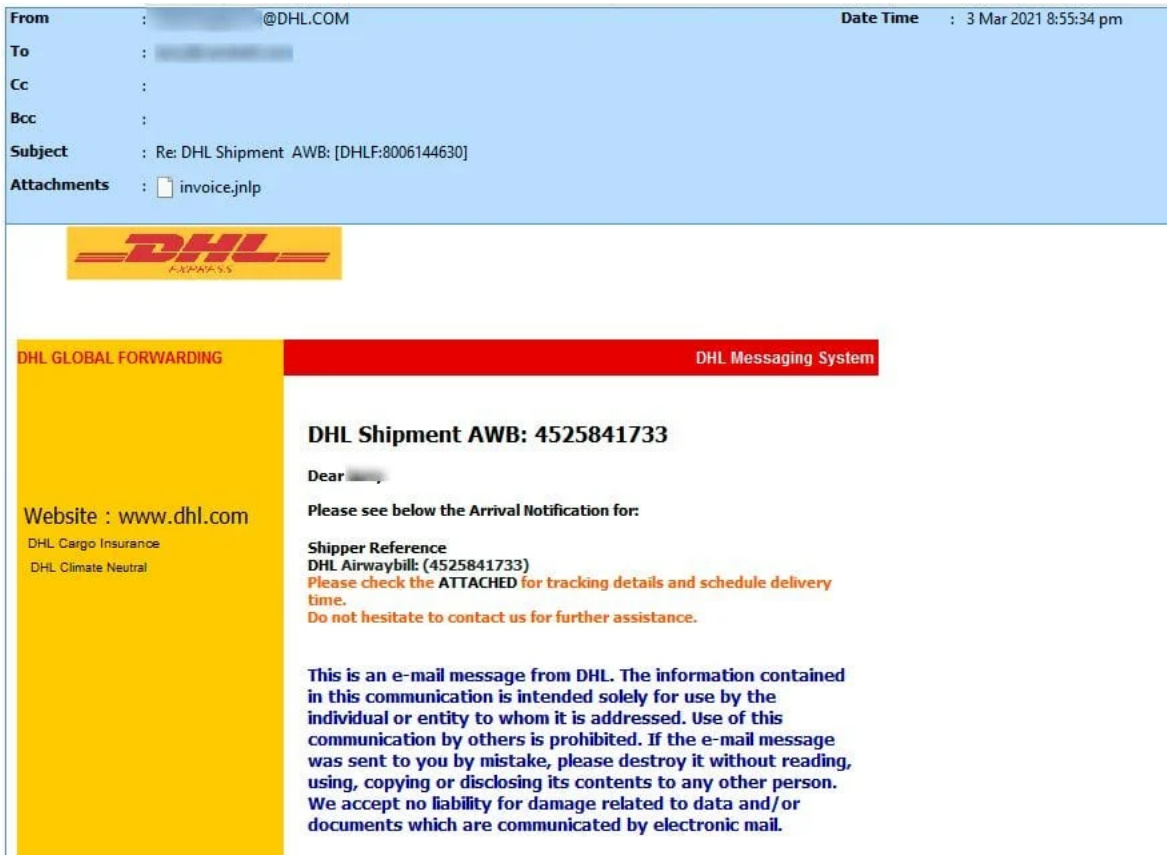 From : @DHL.COM Date Time : 3 Mar 2021 8:55:34 pm
To :
Cc :
Bcc :
Subject : Re: DHL Shipment AWB: [DHLF:8006144630]
Attachments : invoice.jnlp
DHL
EXPRESS
DHL GLOBAL FORWARDING
DHL Messaging System
Website : www.dhl.com
DHL Cargo Insurance
DHL Climate Neutral
DHL Shipment AWB: 4525841733
Dear ,
Please see below the Arrival Notification for:
Shipper Reference
DHL Airwaybill: (4525841733)
Please check the ATTACHED for tracking details and schedule delivery
time.
Do not hesitate to contact us for further assistance.
This is an e-mail message from DHL. The information contained
in this communication is intended solely for use by the
individual or entity to whom it is addressed. Use of this
communication by others is prohibited. If the e-mail message
was sent to you by mistake, please destroy it without reading,
using, copying or disclosing its contents to any other person.
We accept no liability for damage related to data and/or
documents which are communicated by electronic mail.